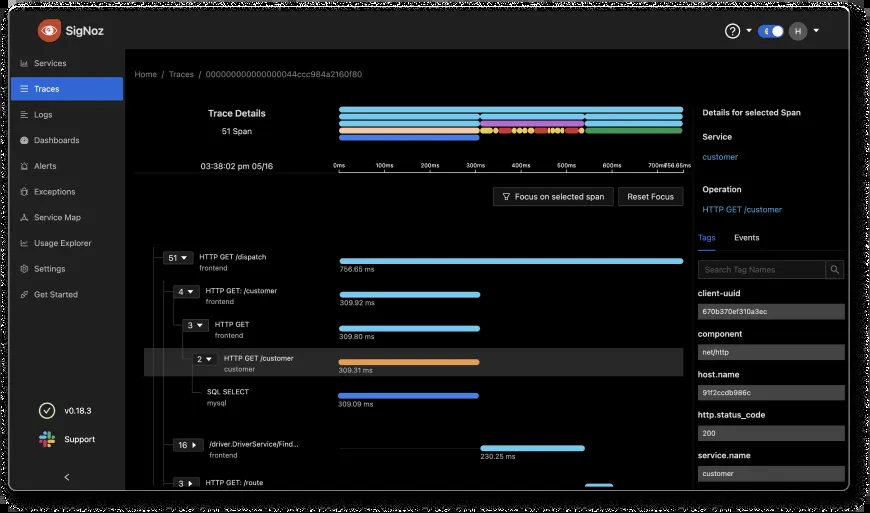 SigNoz
H
Services
Traces
Logs
Dashboards
Alerts
Exceptions
Service Map
Usage Explorer
Settings
Get Started
v0.18.3
Support
Home / Traces / 000000000000000044ccc984a2160f80
Trace Details
51 Span
03:38:02 pm 05/16
0ms 100ms 200ms 300ms 400ms 500ms 600ms 700ms 756.65ms
Focus on selected span
Reset Focus
51 HTTP GET /dispatch
frontend
756.65 ms
4 HTTP GET: /customer
frontend
309.92 ms
3 HTTP GET
frontend
309.80 ms
2 HTTP GET /customer
customer
309.31 ms
SQL SELECT
mysql
309.09 ms
16 /driver.DriverService/Find...
frontend
230.25 ms
3 HTTP GET: /route
Details for selected Span
Service
customer
Operation
HTTP GET /customer
Tags Events
Search Tag Names
client-uuid
670b370ef310a3ec
component
net/http
host.name
91f2ccdb986c
http.status_code
200
service.name
customer